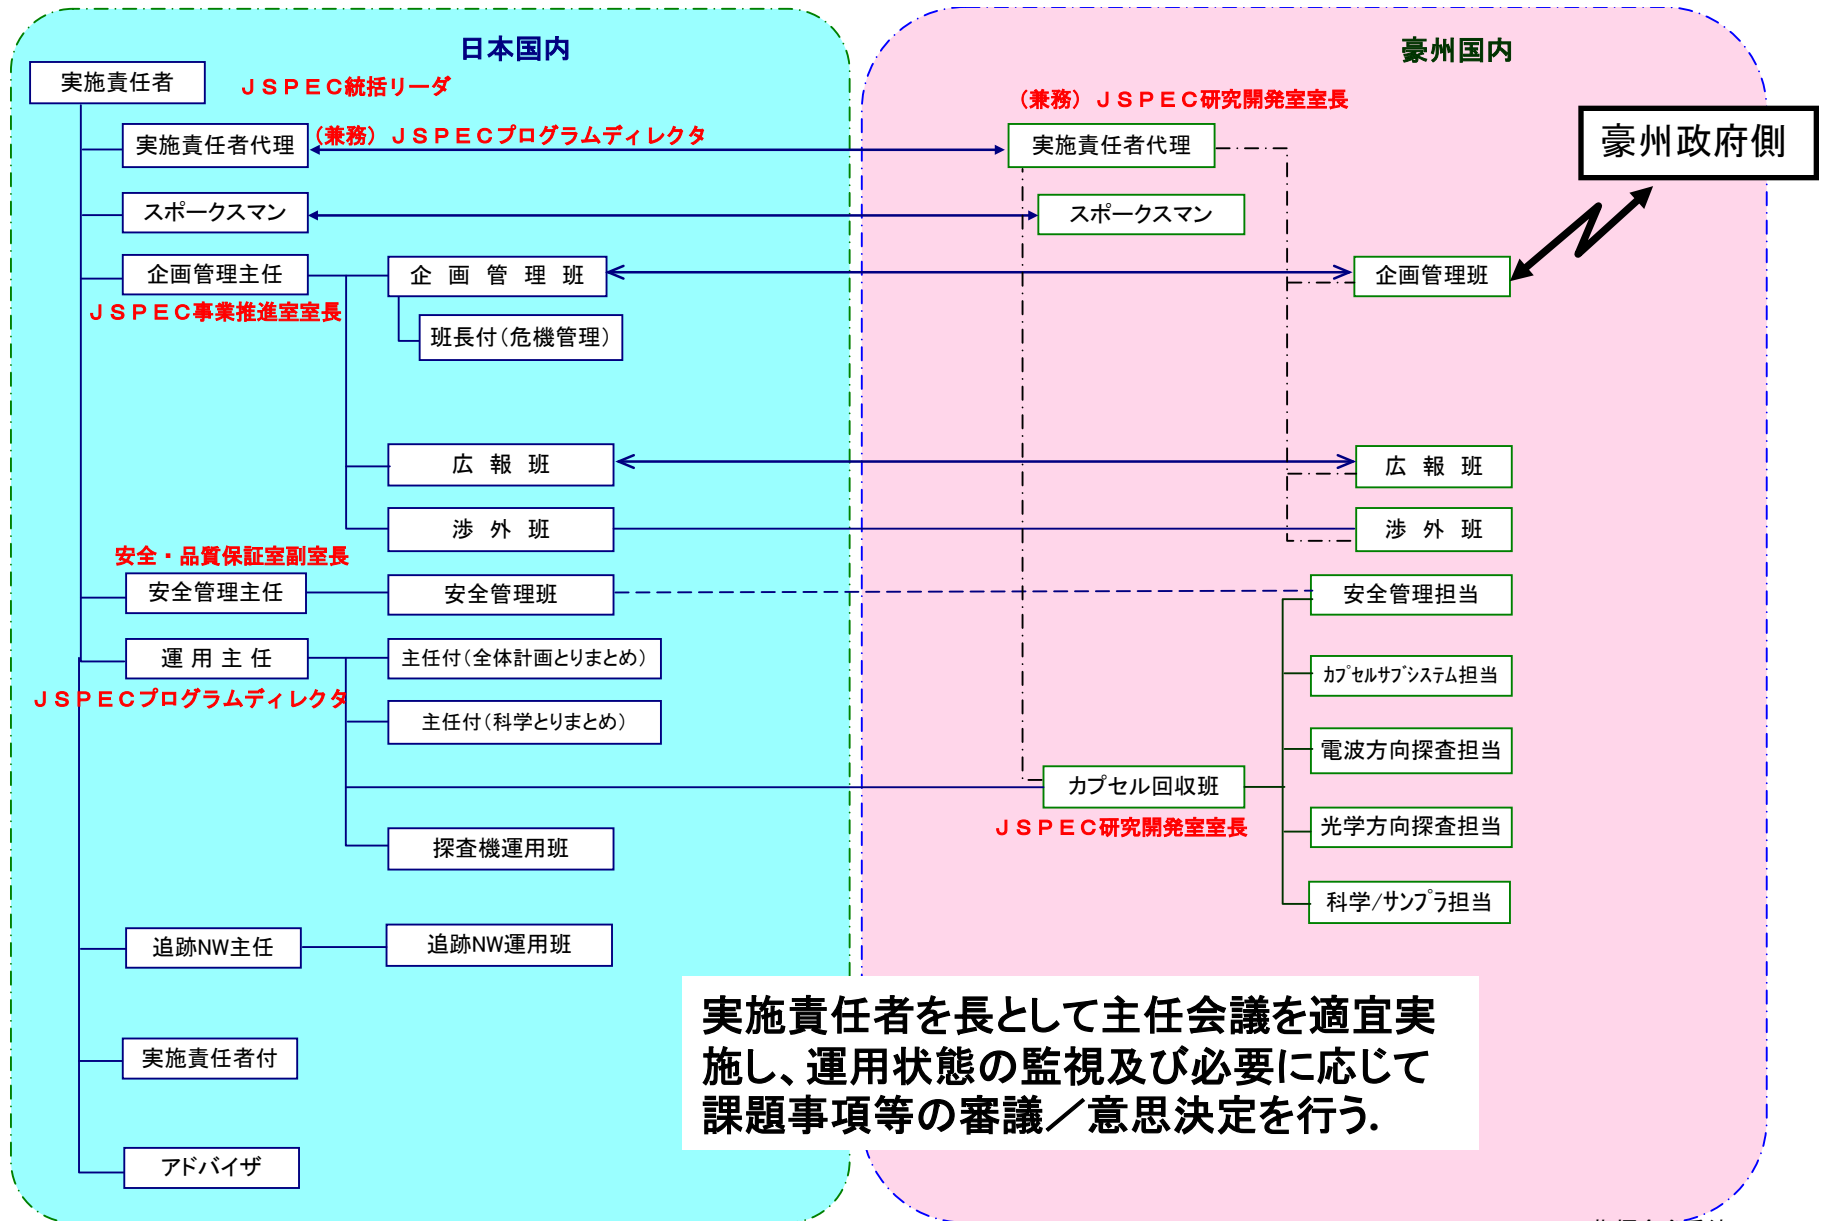 日本国内
豪州国内
実施責任者
ＪＳＰＥＣ統括リーダ
（兼務）ＪＳＰＥＣ研究開発室室長
実施責任者代理
（兼務）ＪＳＰＥＣプログラムディレクタ
実施責任者代理
豪州政府側
スポークスマン
スポークスマン
企画管理主任
企 画 管 理 班
企画管理班
ＪＳＰＥＣ事業推進室室長
班長付（危機管理）
広 報 班
広 報 班
渉 外 班
渉 外 班
安全・品質保証室副室長
安全管理主任
安全管理班
安全管理担当
運 用 主 任
主任付（全体計画とりまとめ）
ｶﾌﾟｾﾙｻﾌﾞｼｽﾃﾑ担当
ＪＳＰＥＣプログラムディレクタ
主任付（科学とりまとめ）
電波方向探査担当
カプセル回収班
ＪＳＰＥＣ研究開発室室長
光学方向探査担当
探査機運用班
科学/ｻﾝﾌﾟﾗ担当
追跡NW主任
追跡NW運用班
実施責任者を長として主任会議を適宜実
施し、運用状態の監視及び必要に応じて
課題事項等の審議／意思決定を行う.
実施責任者付
アドバイザ